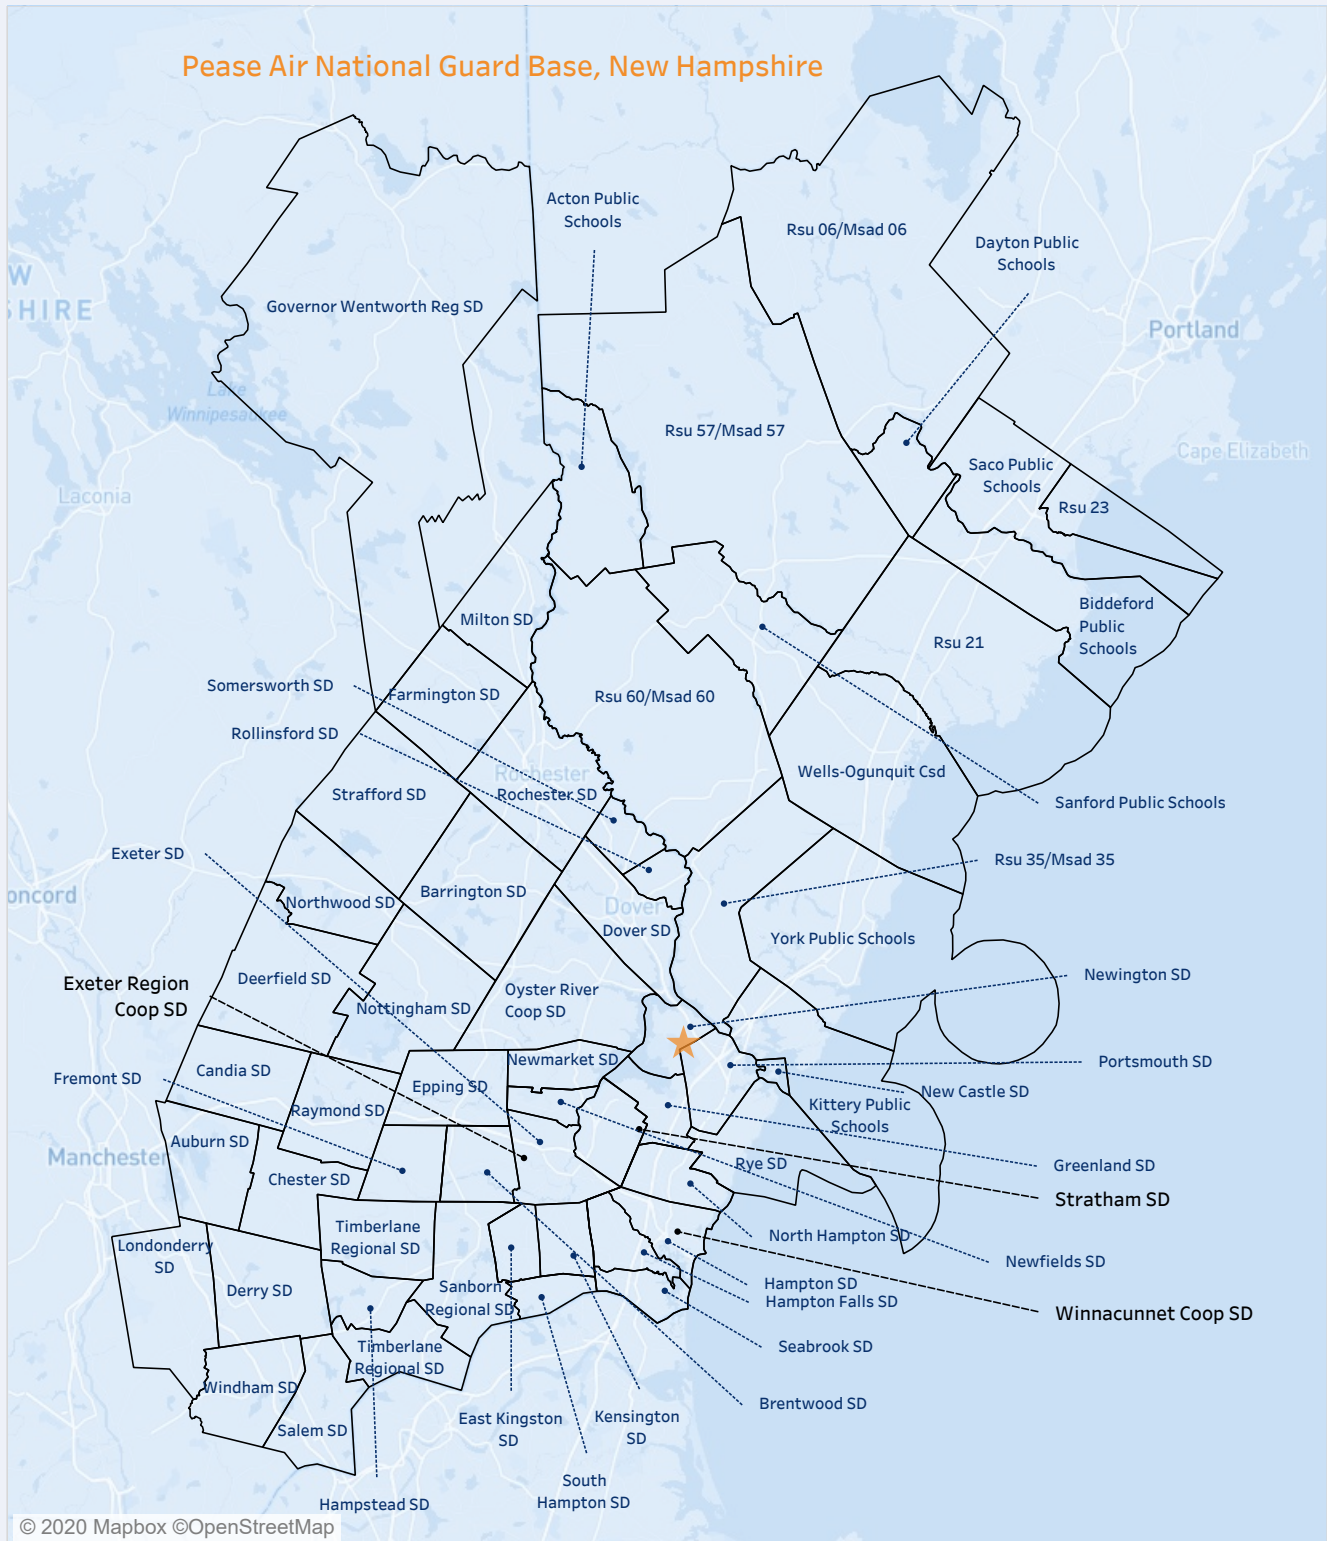 Pease Air National Guard Base, New Hampshire
Acton Public
Schools
Rsu 06/Msad 06
Dayton Public
Schools
W
SHIRE
Governor Wentworth Reg SD
Portland
Lake
Winnipesaukee
Rsu 57/Msad 57
Cape Elizabeth
Saco Public
Schools
Laconia
Rsu 23
Milton SD
Biddeford
Public
Schools
Rsu 21
Somersworth SD
Farmington SD
Rsu 60/Msad 60
Rollinsford SD
Rochester
Rochester SD
Wells-Ogunquit Csd
Strafford SD
Sanford Public Schools
Exeter SD
Rsu 35/Msad 35
oncord
Northwood SD
Barrington SD
Dover
Dover SD
York Public Schools
Exeter Region
Coop SD
Deerfield SD
Nottingham SD
Oyster River
Coop SD
Newington SD
Candia SD
Newmarket SD
Portsmouth SD
Fremont SD
Epping SD
New Castle SD
Raymond SD
Kittery Public
Schools
Auburn SD
Manchester
Chester SD
Rye SD
Greenland SD
Stratham SD
Timberlane
Regional SD
North Hampton SD
Londonderry
SD
Newfields SD
Derry SD
Sanborn
Regional SD
Hampton SD
Hampton Falls SD
Winnacunnet Coop SD
Timberlane
Regional SD
Seabrook SD
Windham SD
Brentwood SD
Salem SD
East Kingston
SD
Kensington
SD
South
Hampton SD
Hampstead SD
© 2020 Mapbox ©OpenStreetMap